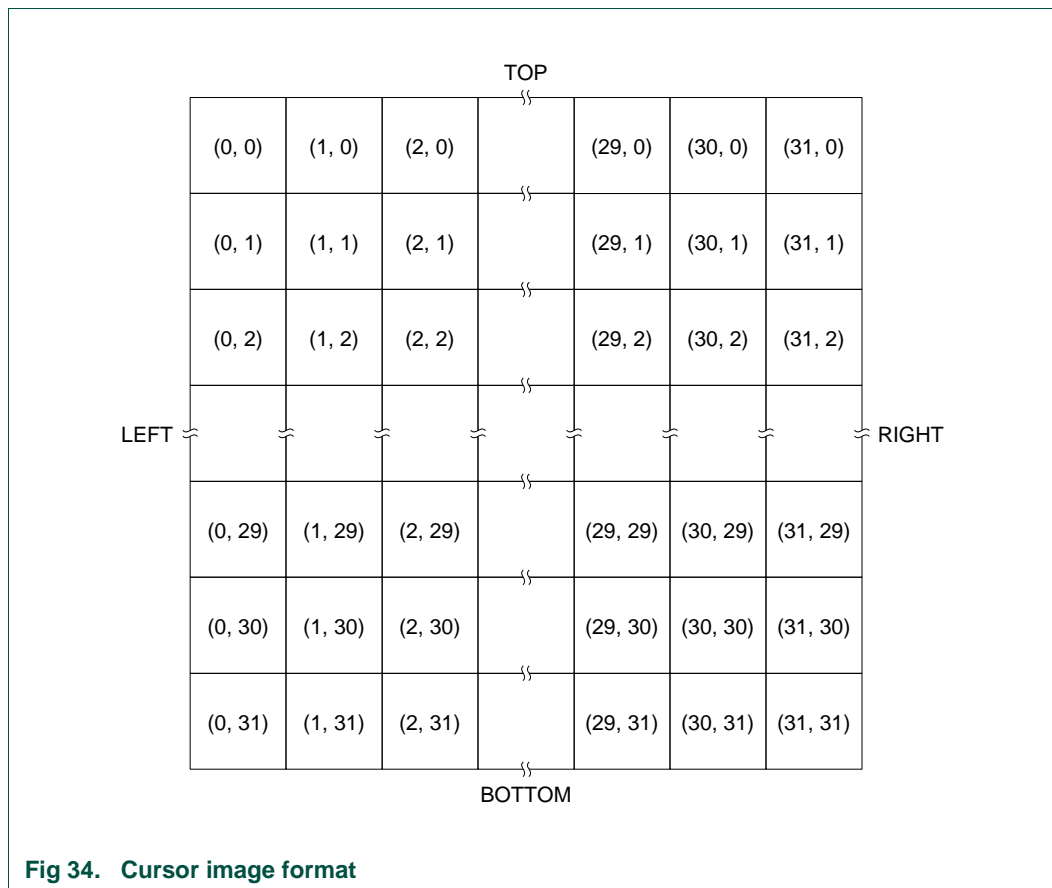 TOP
(0, 0) (1, 0) (2, 0) (29, 0) (30, 0) (31, 0)
(0, 1) (1, 1) (2, 1) (29, 1) (30, 1) (31, 1)
(0, 2) (1, 2) (2, 2) (29, 2) (30, 2) (31, 2)
LEFT RIGHT
(0, 29) (1, 29) (2, 29) (29, 29) (30, 29) (31, 29)
(0, 30) (1, 30) (2, 30) (29, 30) (30, 30) (31, 30)
(0, 31) (1, 31) (2, 31) (29, 31) (30, 31) (31, 31)
BOTTOM
Fig 34. Cursor image format